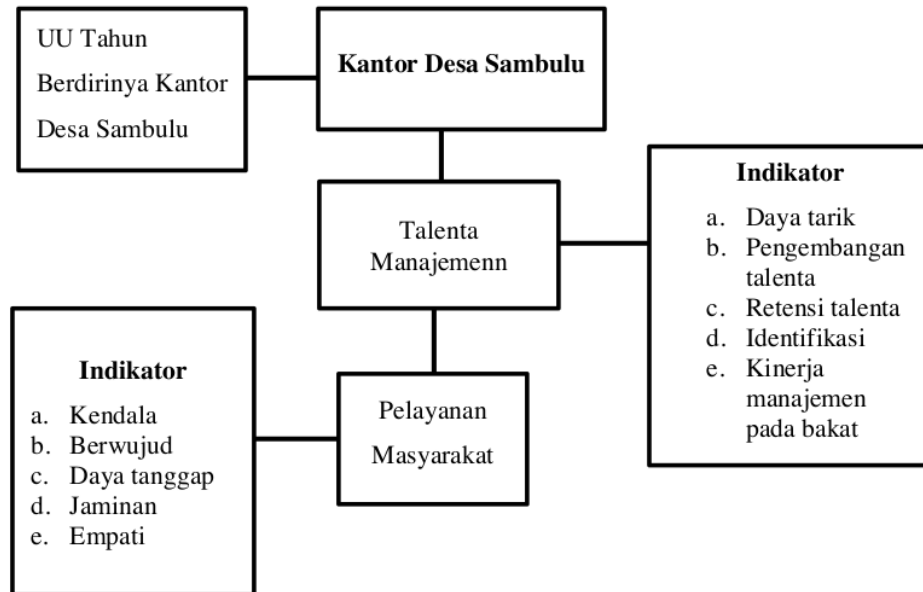 UU Tahun
Berdirinya Kantor
Desa Sambulu
Kantor Desa Sambulu
Talenta
Manajemenn
Indikator
a. Daya tarik
b. Pengembangan
talenta
c. Retensi talenta
d. Identifikasi
e. Kinerja
manajemen
pada bakat
Pelayanan
Masyarakat
Indikator
a. Kendala
b. Berwujud
c. Daya tanggap
d. Jaminan
e. Empati